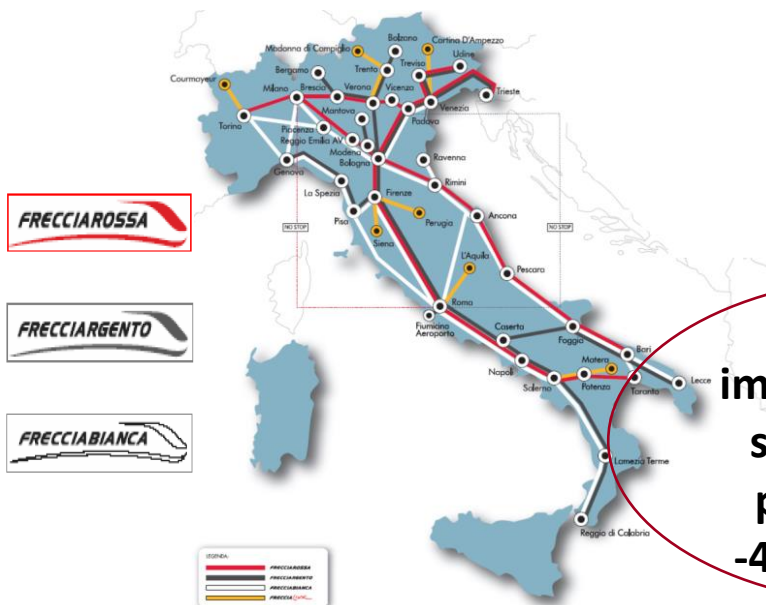 Bolzano
Cortina D'Ampezzo
Madonna di Campiglio
Udine
Treviso
Trento
Bergamo
Courmayeur
Milano
Brescia
Verona
Vicenza
Trieste
Mantova
Venezia
Padova
Torino
Piacenza
Reggio Emilia AV
Modena
Bologna
Ravenna
Genova
Rimini
La Spezia
Firenze
FRECCIAROSSA
Pisa
Perugia
Ancona
NO STOP
NO STOP
Siena
L'Aquila
Pescara
Roma
FRECCIARGENTO
Fiumicino
Aeroporto
Caserta
Foggia
Bari
Matera
Napoli
Lecce
Salerno
Potenza
Taranto
im
s
p
-4
FRECCIABIANCA
Lamezia Terme
Reggio di Calabria
LEGENDA:
FRECCIAROSSA
FRECCIARGENTO
FRECCIABIANCA
FRECCIA